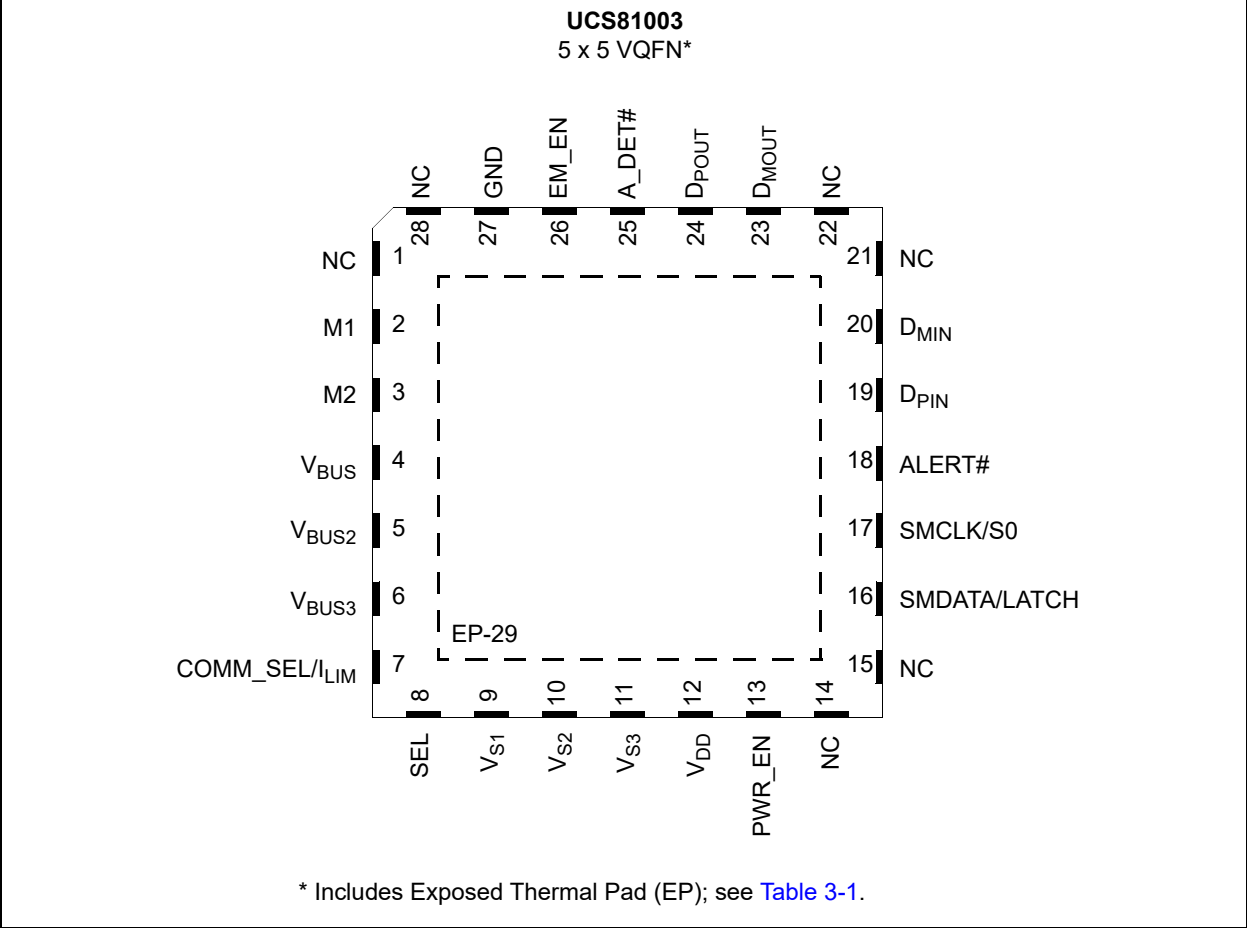 UCS81003
5 x 5 VQFN*
NC
GND
EM_EN
A_DET#
DPOUT
DMOUT
NC
28
27
26
25
24
23
22
NC 1
M1 2
M2 3
VBUS 4
VBUS2 5
VBUS3 6
COMM_SEL/ILIM 7
21 NC
20 DMIN
19 DPIN
18 ALERT#
17 SMCLK/S0
16 SMDATA/LATCH
15 NC
EP-29
8
9
10
11
12
13
14
SEL
VS1
VS2
VS3
VDD
PWR_EN
NC
* Includes Exposed Thermal Pad (EP); see Table 3-1.